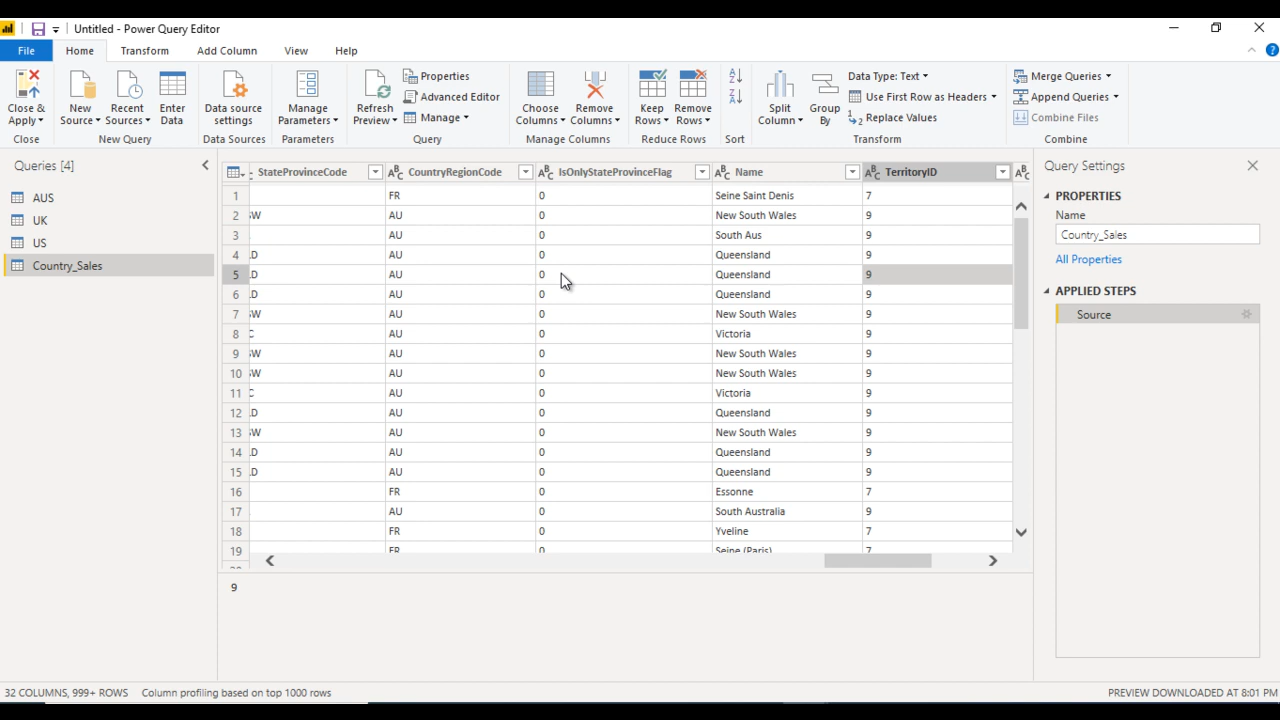 Untitled - Power Query Editor
File Home Transform Add Column View Help
Close & Apply
Close
New Source
Recent Sources
Enter Data
New Query
Data source settings
Data Sources
Manage Parameters
Parameters
Refresh Preview
Properties
Advanced Editor
Manage
Query
Choose Columns
Remove Columns
Manage Columns
Keep Rows
Remove Rows
Reduce Rows
Sort
Split Column
Group By
Data Type: Text
Use First Row as Headers
Replace Values
Transform
Merge Queries
Append Queries
Combine Files
Combine
Queries [4]
AUS
UK
US
Country_Sales
StateProvinceCode CountryRegionCode IsOnlyStateProvinceFlag Name TerritoryID
1 FR 0 Seine Saint Denis 7
2 SW AU 0 New South Wales 9
3 AU 0 South Aus 9
4 .D AU 0 Queensland 9
5 .D AU 0 Queensland 9
6 .D AU 0 Queensland 9
7 SW AU 0 New South Wales 9
8 C AU 0 Victoria 9
9 SW AU 0 New South Wales 9
10 SW AU 0 New South Wales 9
11 C AU 0 Victoria 9
12 .D AU 0 Queensland 9
13 SW AU 0 New South Wales 9
14 .D AU 0 Queensland 9
15 .D AU 0 Queensland 9
16 FR 0 Essonne 7
17 AU 0 South Australia 9
18 FR 0 Yveline 7
19 FR 0 Seine (Paris) 7
9
Query Settings
PROPERTIES
Name
Country_Sales
All Properties
APPLIED STEPS
Source
32 COLUMNS, 999+ ROWS Column profiling based on top 1000 rows
PREVIEW DOWNLOADED AT 8:01 PM